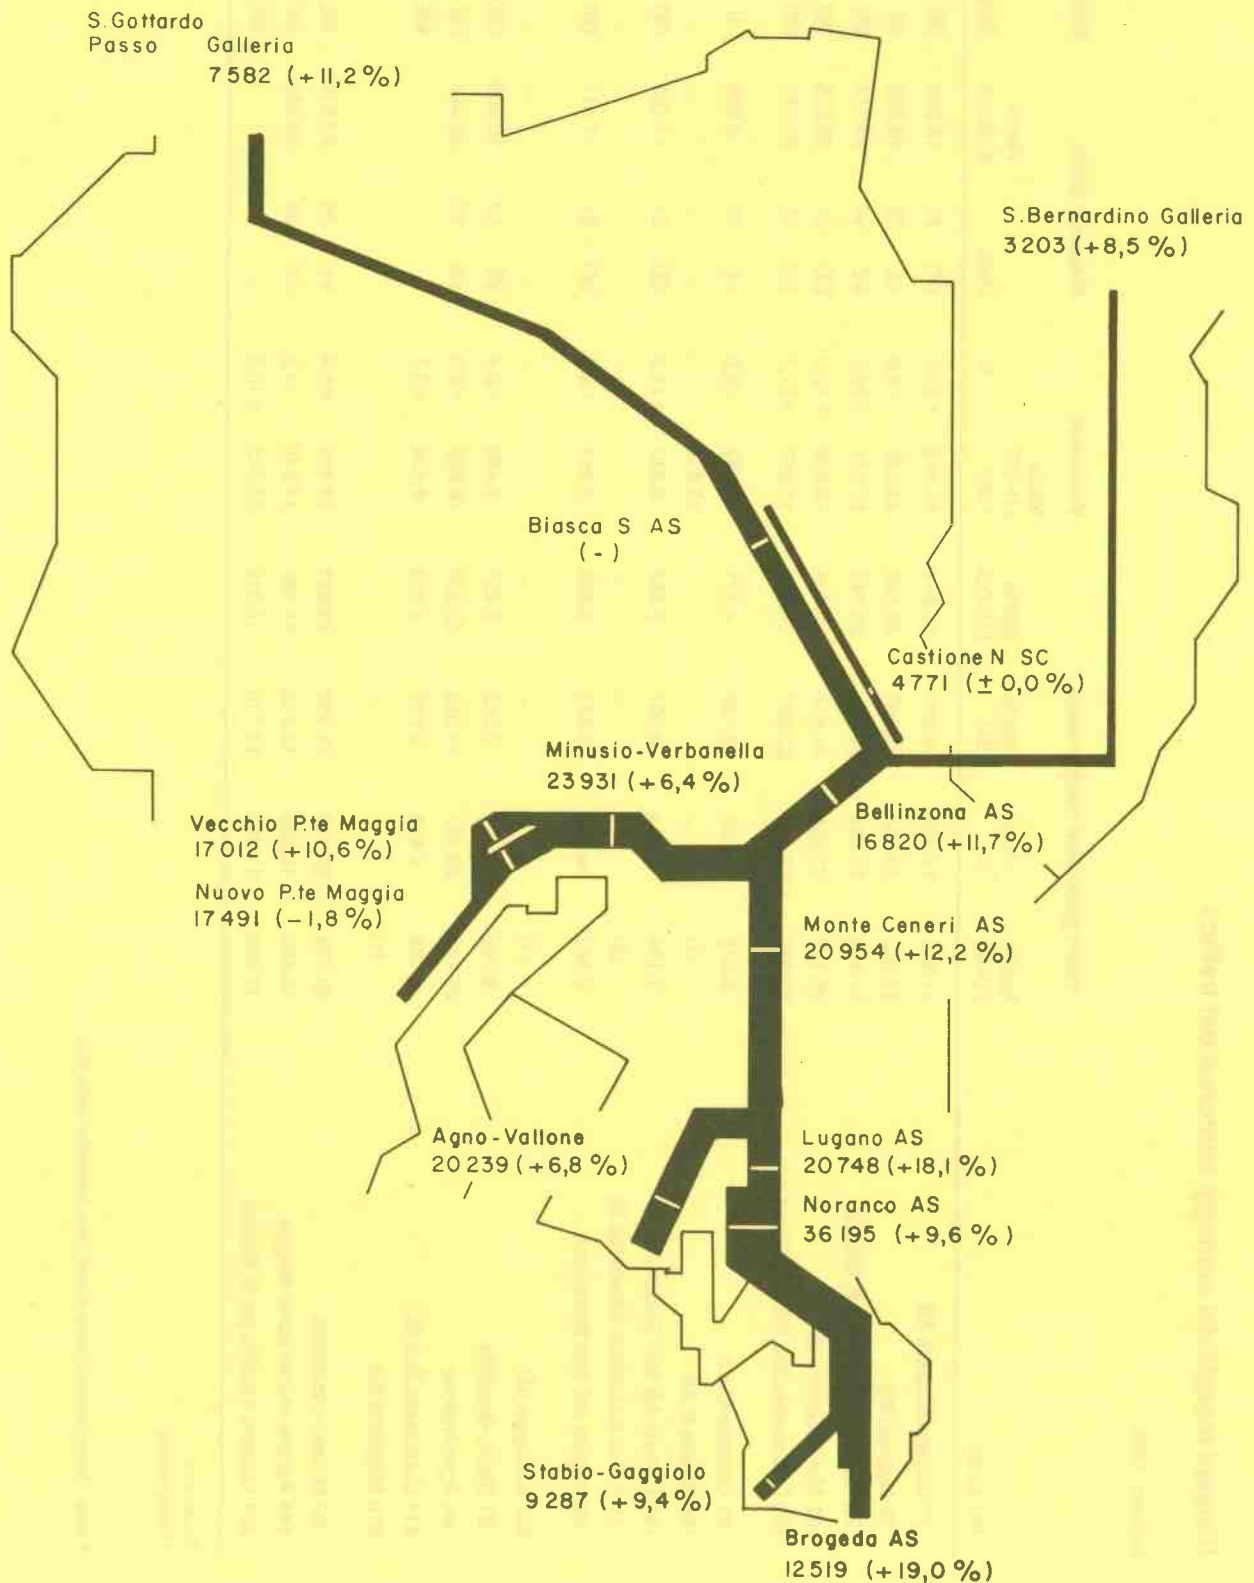 S. Gottardo
Passo Galleria
7582 (+11,2%)
S. Bernardino Galleria
3203 (+8,5%)
Biasca S AS
(-)
Castione N SC
4771 (± 0,0%)
Minusio-Verbanella
23931 (+6,4%)
Bellinzona AS
16820 (+11,7%)
Vecchio P.te Maggia
17012 (+10,6%)
Nuovo P.te Maggia
17491 (-1,8%)
Monte Ceneri AS
20954 (+12,2%)
Agno-Vallone
20239 (+6,8%)
Lugano AS
20748 (+18,1%)
Noranco AS
36195 (+9,6%)
Stabio-Gaggiolo
9287 (+9,4%)
Brogeda AS
12519 (+19,0%)